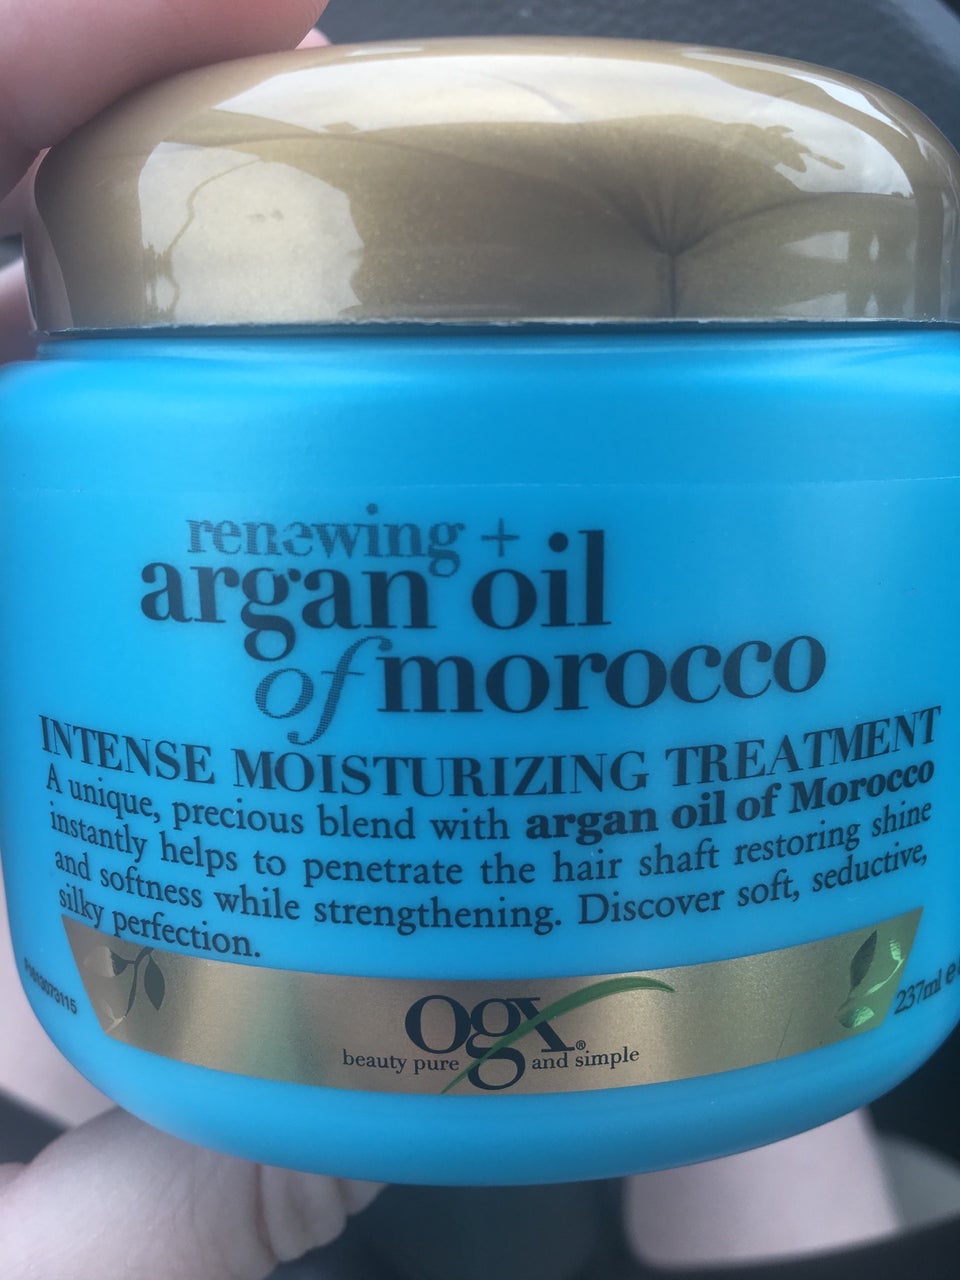 renewing +
argan oil
of morocco
INTENSE MOISTURIZING TREATMENT
A unique, precious blend with argan oil of Morocco
instantly helps to penetrate the hair shaft restoring shine
and softness while strengthening. Discover soft, seductive,
silky perfection.
ogx®
beauty pure and simple
237ml e